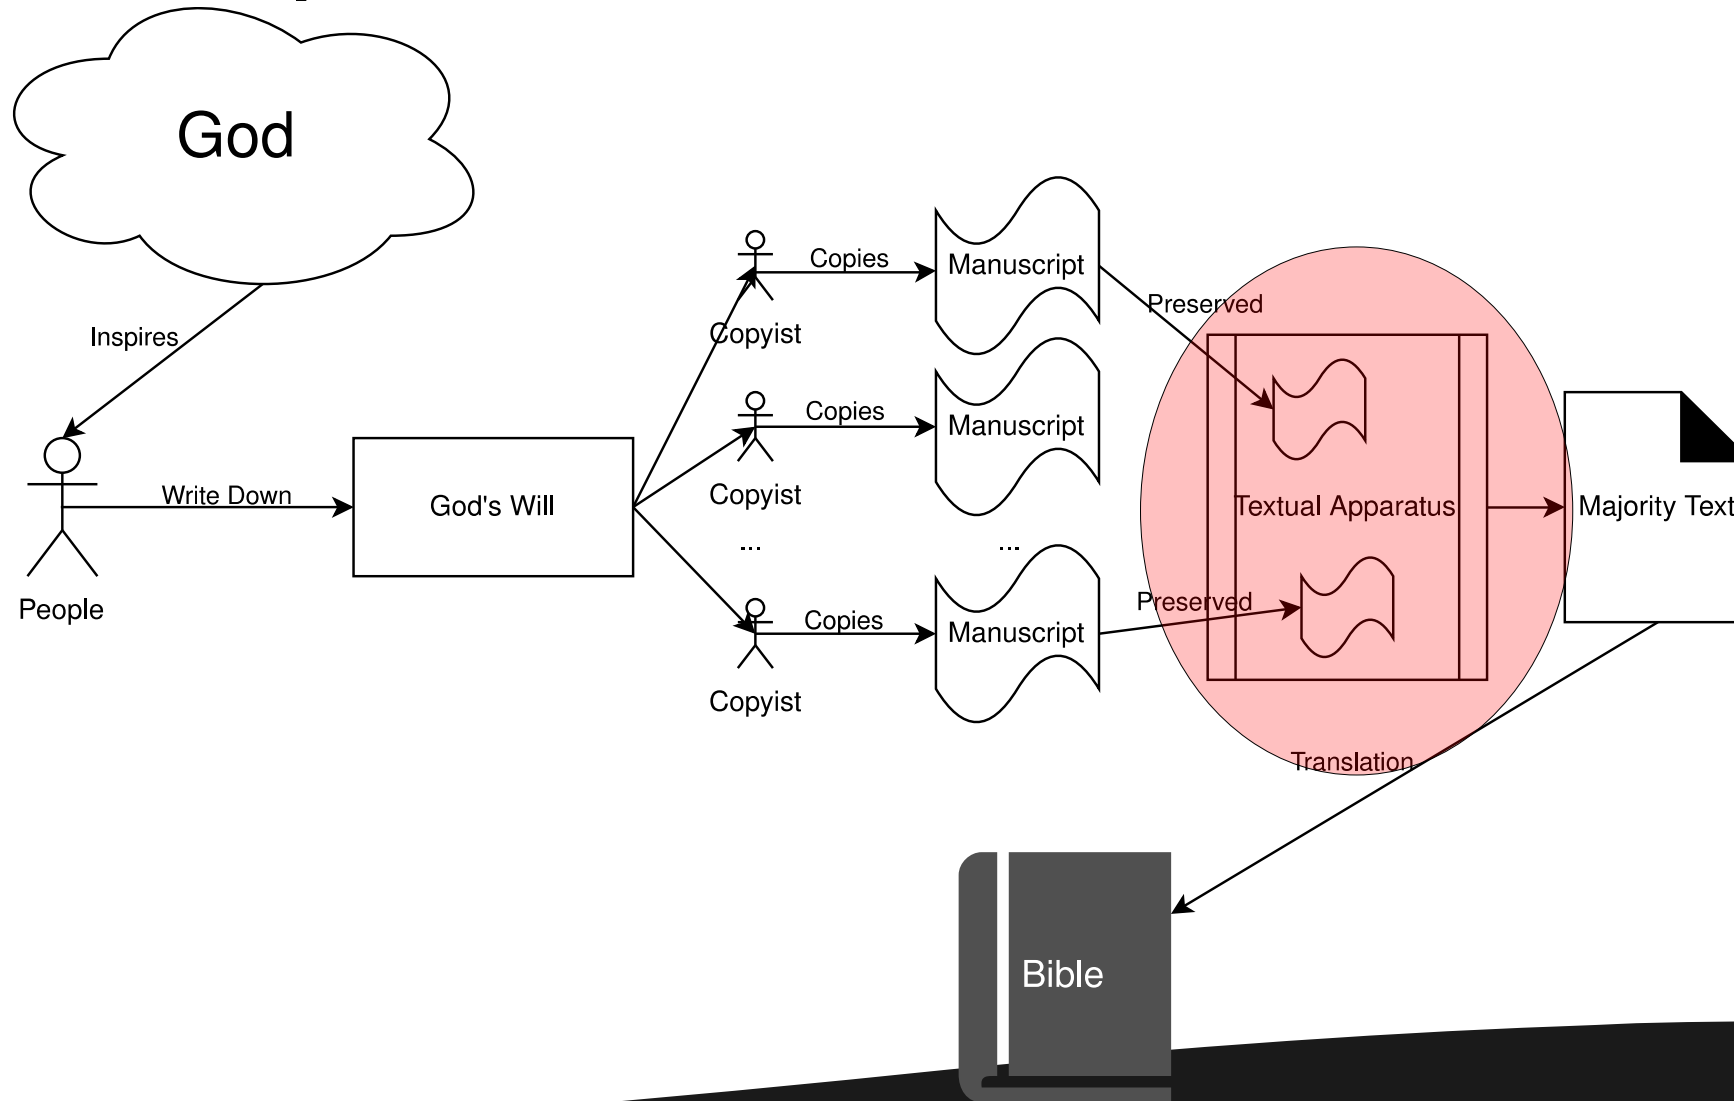 God
Inspires
People
Write Down
God's Will
Copyist
Copies
Manuscript
Copyist
Copies
Manuscript
...
...
Copyist
Copies
Manuscript
Preserved
Preserved
Textual Apparatus
Majority Text
Translation
Bible